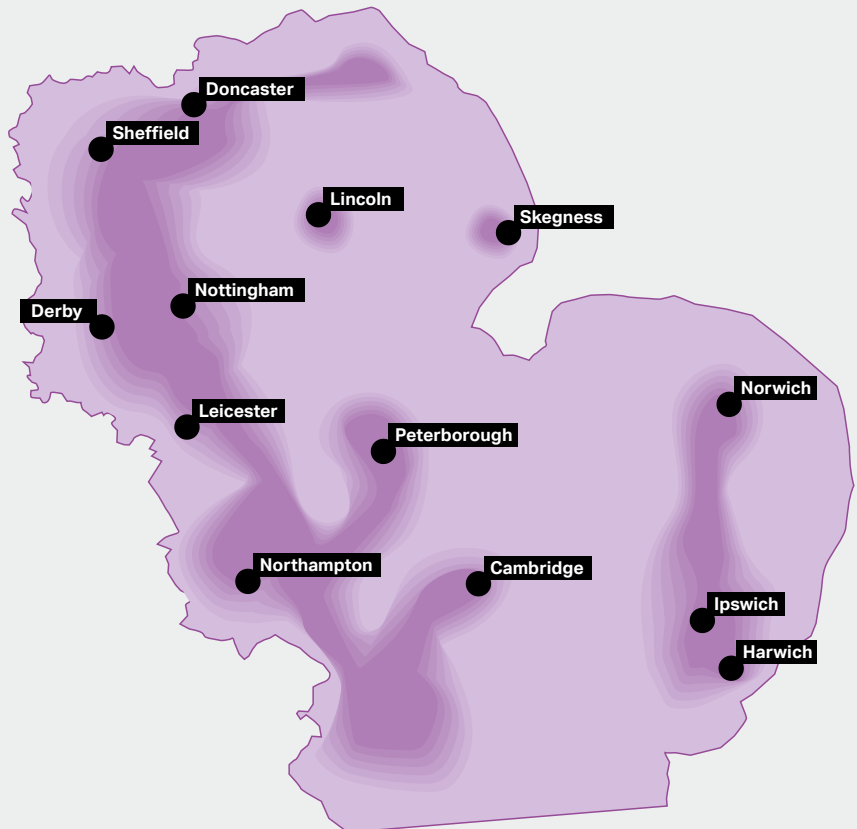 Doncaster
Sheffield
Lincoln
Skegness
Nottingham
Derby
Norwich
Leicester
Peterborough
Northampton
Cambridge
Ipswich
Harwich